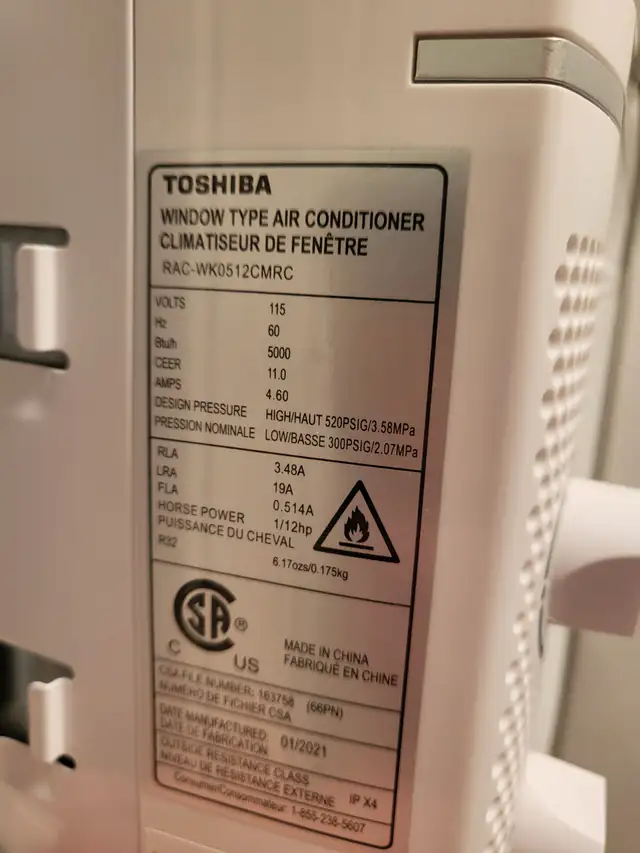 TOSHIBA
WINDOW TYPE AIR CONDITIONER
CLIMATISEUR DE FENÊTRE
RAC-WK0512CMRC
VOLTS 115
Hz 60
Btu/h 5000
CEER 11.0
AMPS 4.60
DESIGN PRESSURE HIGH/HAUT 520PSIG/3.58MPa
PRESSION NOMINALE LOW/BASSE 300PSIG/2.07MPa
RLA 3.48A
LRA 19A
FLA 0.514A
HORSE POWER 1/12hp
PUISSANCE DU CHEVAL
R32 6.17ozs/0.175kg
CSA ®
C US
MADE IN CHINA
FABRIQUÉ EN CHINE
CSA FILE NUMBER: 163758 (66PN)
NUMÉRO DE FICHIER CSA
DATE MANUFACTURED: 01/2021
DATE DE FABRICATION
OUTSIDE RESISTANCE CLASS
NIVEAU DE RESISTANCE EXTERNE IP X4
Consumer/Consommateur: 1-855-238-5607